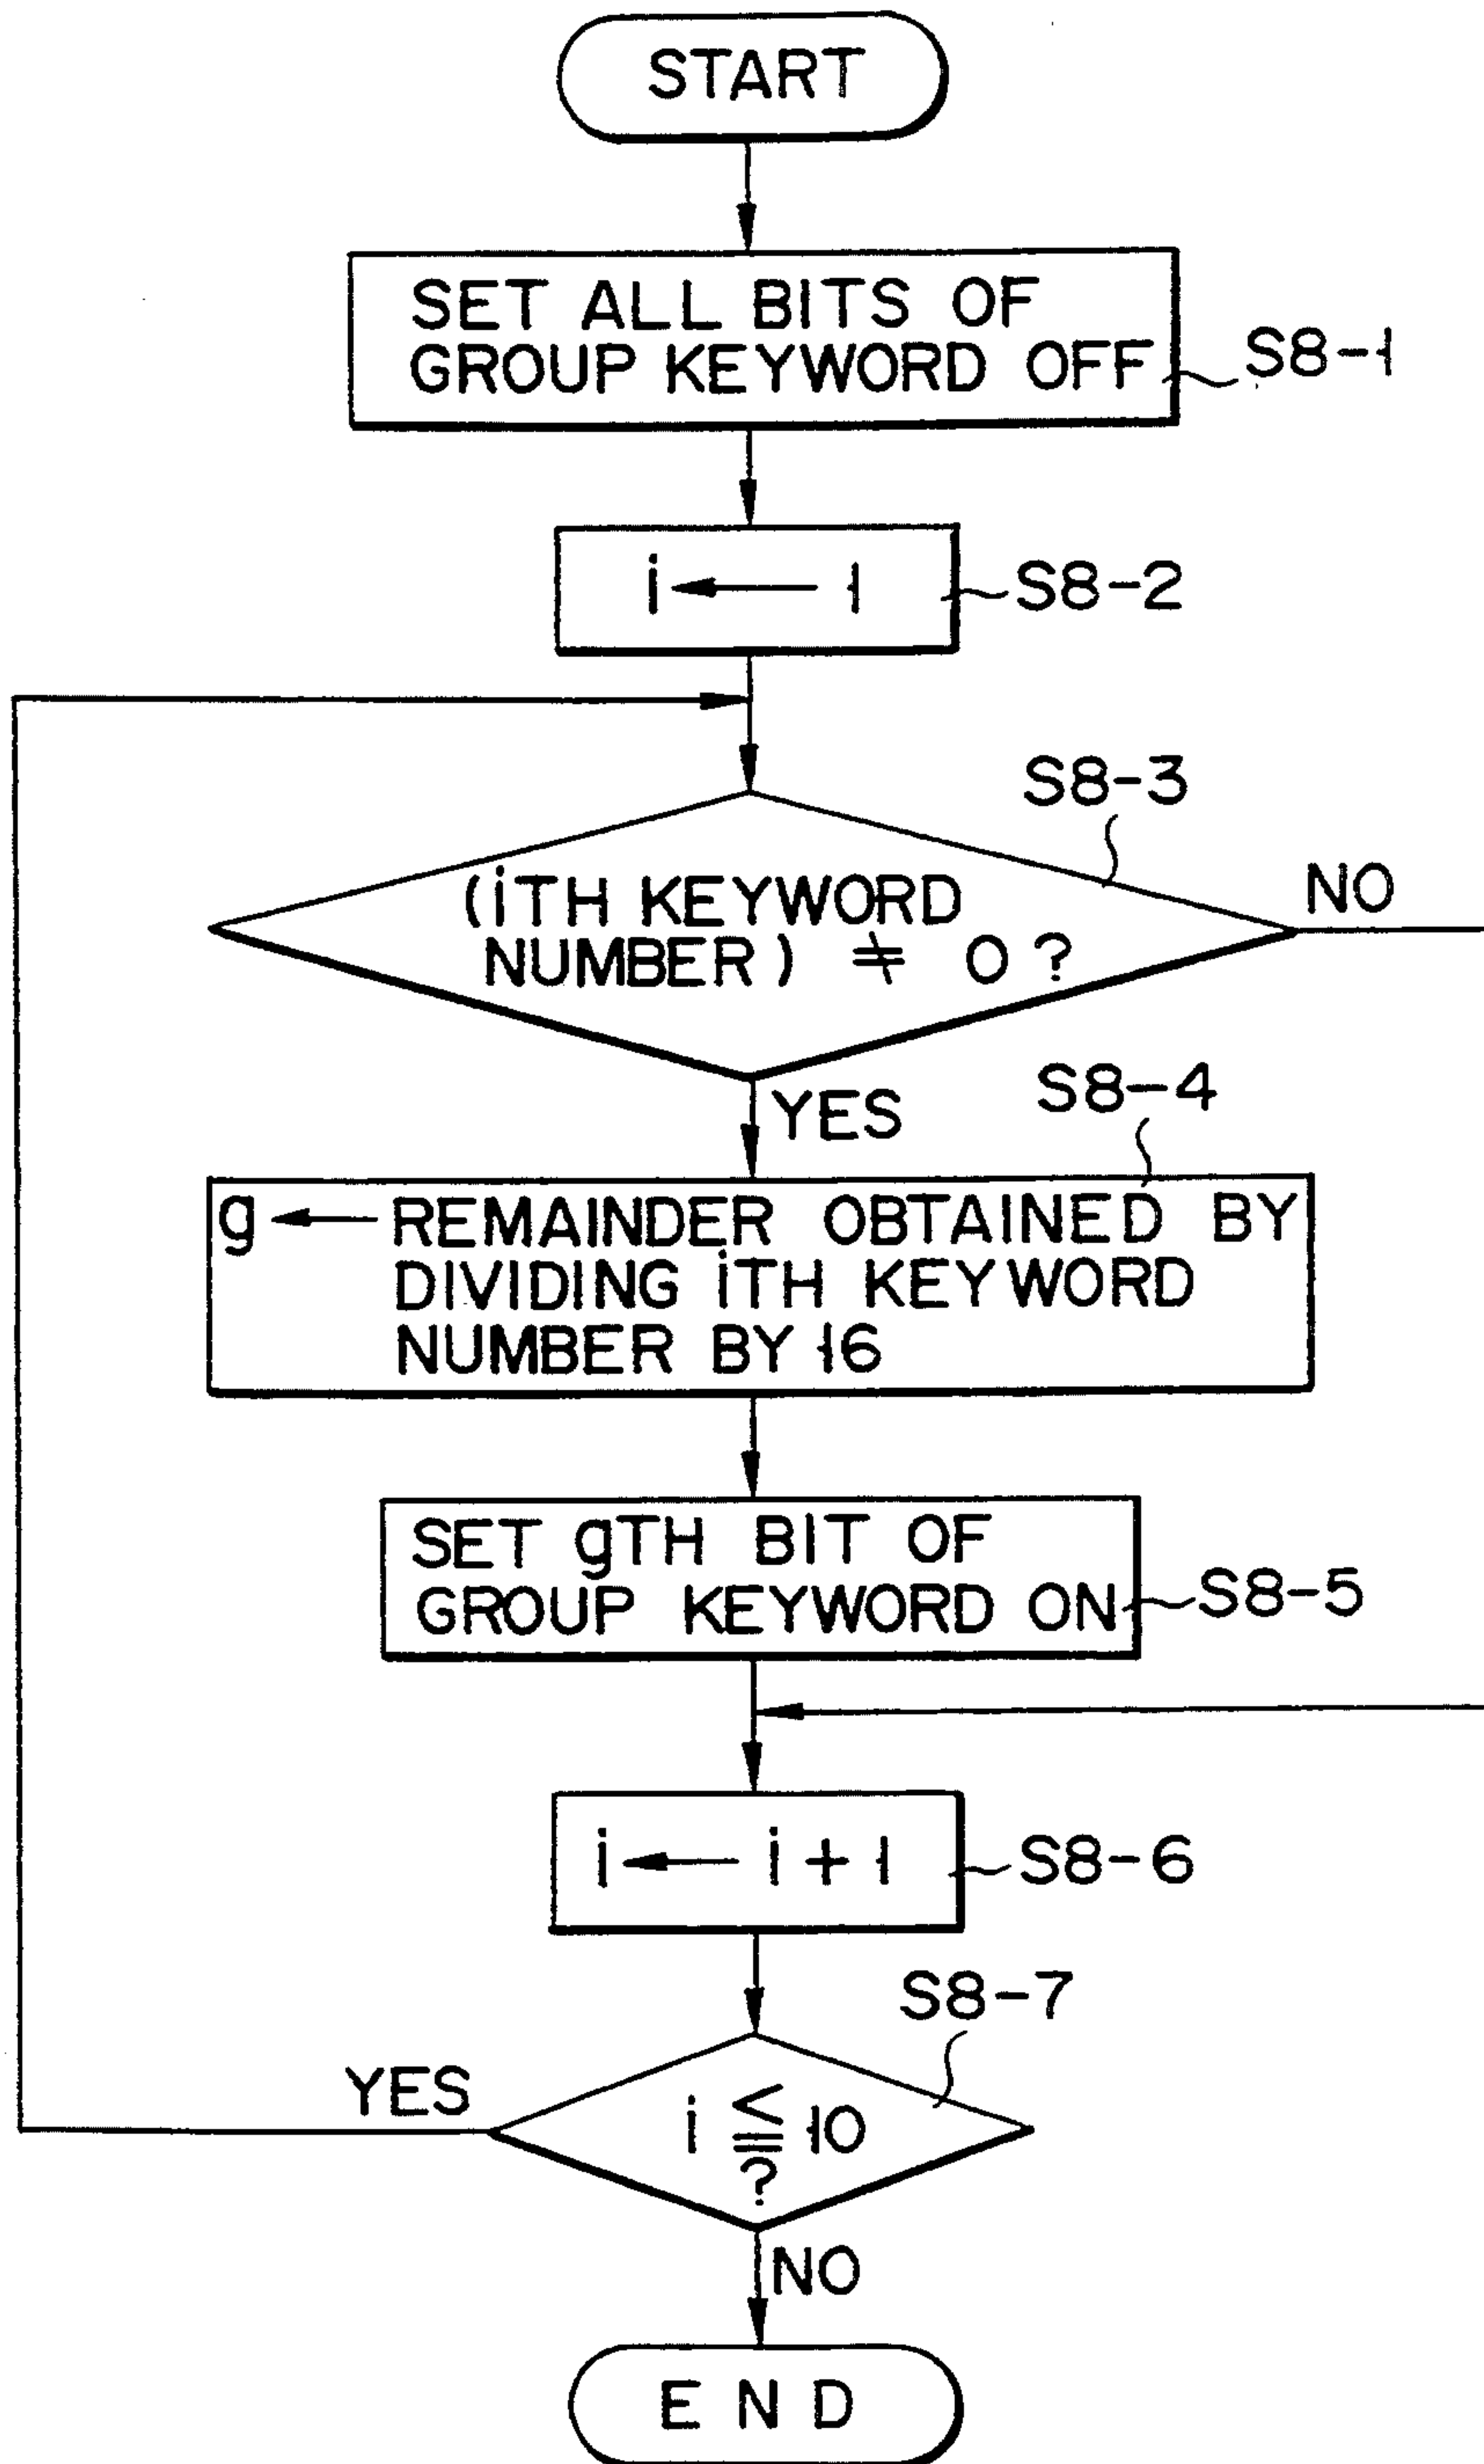 START
SET ALL BITS OF
GROUP KEYWORD OFF
S8-1
i ← 1
S8-2
S8-3
(iTH KEYWORD
NUMBER) ≠ 0 ?
NO
YES
S8-4
g ← REMAINDER OBTAINED BY
DIVIDING iTH KEYWORD
NUMBER BY 16
SET gTH BIT OF
GROUP KEYWORD ON
S8-5
i ← i + 1
S8-6
S8-7
YES
i ≦ 10
?
NO
END